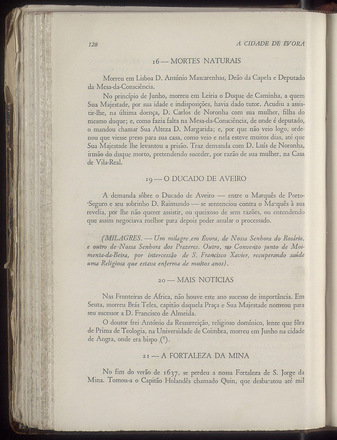 128
A CIDADE DE EVORA
16 — MORTES NATURAIS
Morreu em Lisboa D. António Mascarenhas, Deão da Capela e Deputado
da Mesa-da-Consciência.
No princípio de Junho, morreu em Leiria o Duque de Caminha, a quem
Sua Majestade, por sua idade e indisposições, havia dado tutor. Acudiu a assis-
tir-lhe, na última doença, D. Carlos de Noronha com sua mulher, filha do
mesmo duque; e, como fazia falta na Mesa-da-Consciência, de onde é deputado,
o mandou chamar Sua Alteza D. Margarida; e, por que não veio logo, orde-
nou que viesse preso para sua casa, como veio e nela esteve muitos dias, até que
Sua Majestade lhe levantou a prisão. Traz demanda com D. Luís de Noronha,
irmão do duque morto, pretendendo suceder, por razão de sua mulher, na Casa
de Vila-Real.
19 — O DUCADO DE AVEIRO
A demanda sôbre o Ducado de Aveiro — entre o Marquês de Porto-
-Seguro e seu sobrinho D. Raimundo — se sentenciou contra o Marquês à sua
revelia, por lhe não querer assistir, ou queixoso de sem razões, ou entendendo
que assim negociava melhor para depois poder anular o processado.
(MILAGRES. — Um milagre em Évora, de Nossa Senhora do Rosário,
e outro de Nossa Senhora dos Prazeres. Outro, no Convento junto de Moi-
menta-da-Beira, por intercessão de S. Francisco Xavier, recuperando saúde
uma Religiosa que estava enferma de muitos anos).
20 — MAIS NOTICIAS
Nas Fronteiras de África, não houve este ano sucesso de importância. Em
Seuta, morreu Brás Teles, capitão daquela Praça e Sua Majestade nomeou para
seu sucessor a D. Francisco de Almeida.
O doutor frei António da Ressurreição, religioso domínico, lente que fôra
de Prima de Teologia, na Universidade de Coimbra, morreu em Junho na cidade
de Angra, onde era bispo (¹).
21 — A FORTALEZA DA MINA
No fim do verão de 1637, se perdeu a nossa Fortaleza de S. Jorge da
Mina. Tomou-a o Capitão Holandês chamado Quin, que desbaratou até mil